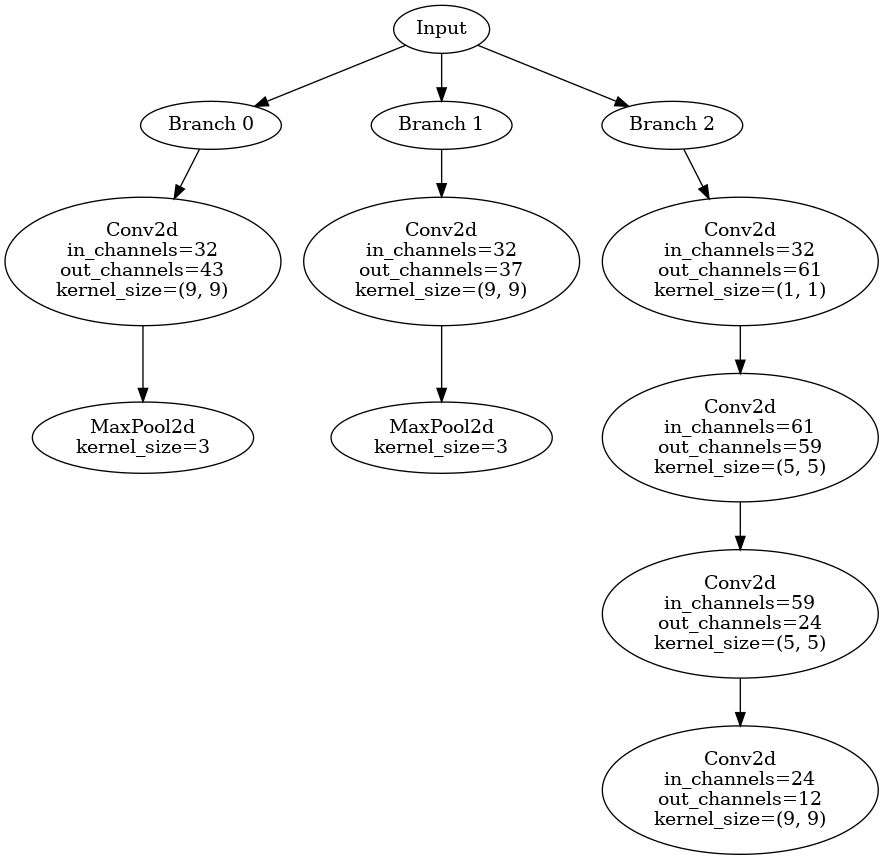 Input
Branch 0
Branch 1
Branch 2
Conv2d
in_channels=32
out_channels=43
kernel_size=(9, 9)
Conv2d
in_channels=32
out_channels=37
kernel_size=(9, 9)
Conv2d
in_channels=32
out_channels=61
kernel_size=(1, 1)
MaxPool2d
kernel_size=3
MaxPool2d
kernel_size=3
Conv2d
in_channels=61
out_channels=59
kernel_size=(5, 5)
Conv2d
in_channels=59
out_channels=24
kernel_size=(5, 5)
Conv2d
in_channels=24
out_channels=12
kernel_size=(9, 9)